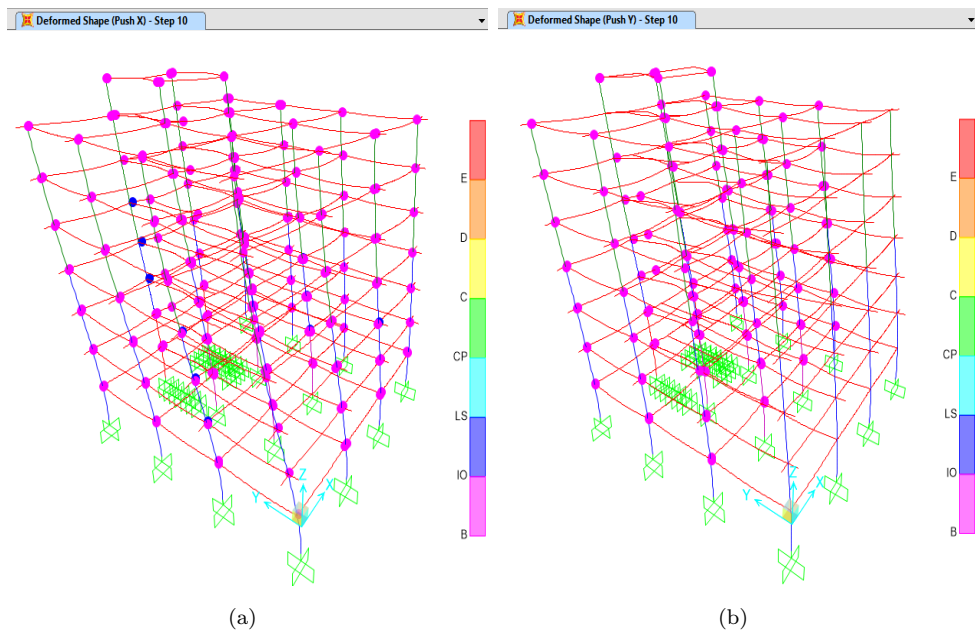 Deformed Shape (Push X) - Step 10
E
D
C
CP
LS
IO
B
Z
Y
X
(a)
Deformed Shape (Push Y) - Step 10
E
D
C
CP
LS
IO
B
Z
Y
X
(b)